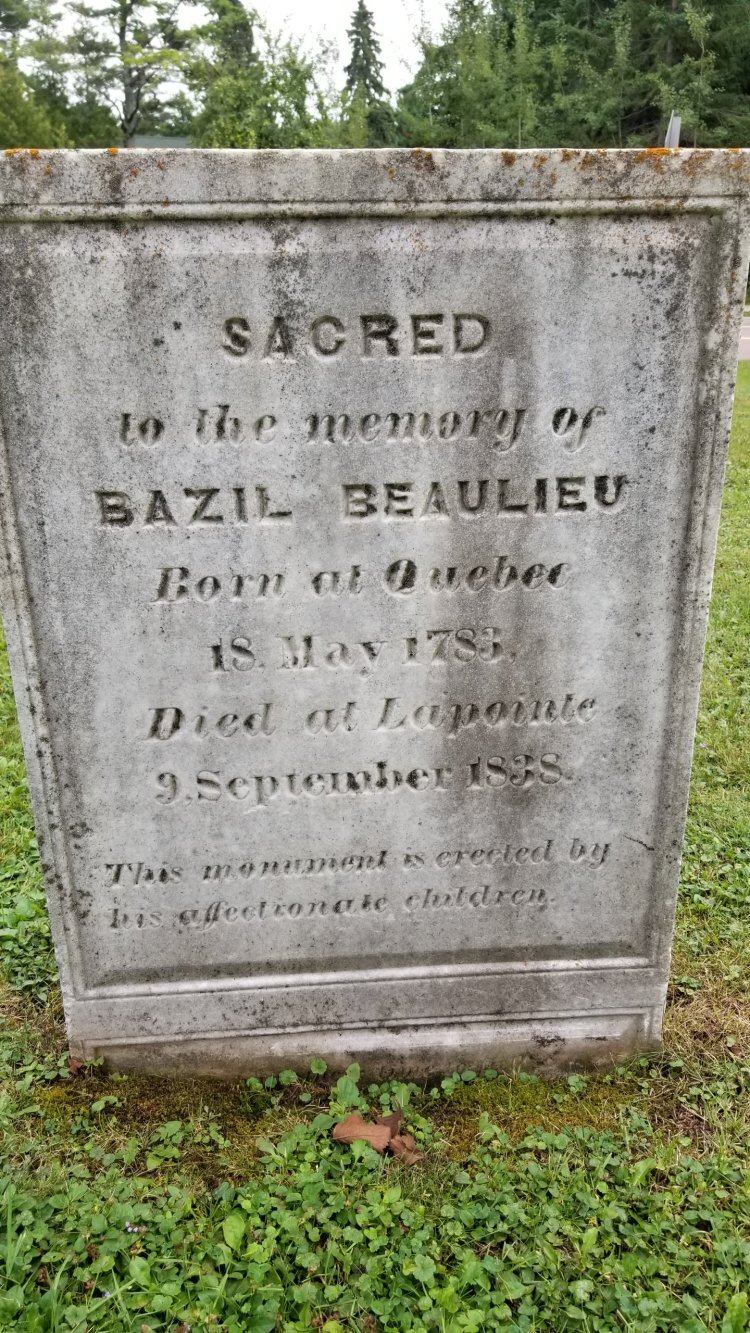 SACRED
to the memory of
BAZIL BEAULIEU
Born at Quebec
18. May 1783.
Died at Lapointe
9. September 1838.
This monument is erected by
his affectionate children.